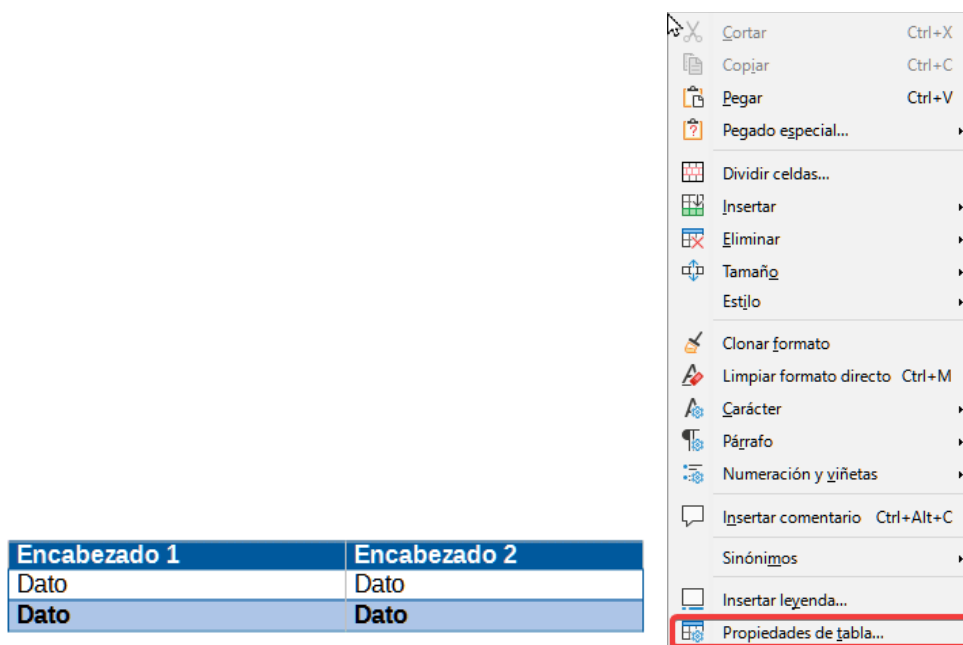 Cortar Ctrl+X
Copiar Ctrl+C
Pegar Ctrl+V
Pegado especial...
Dividir celdas...
Insertar
Eliminar
Tamaño
Estilo
Clonar formato
Limpiar formato directo Ctrl+M
Carácter
Párrafo
Numeración y viñetas
Insertar comentario Ctrl+Alt+C
Sinónimos
Insertar leyenda...
Propiedades de tabla...
Encabezado 1 Encabezado 2
Dato Dato
Dato Dato